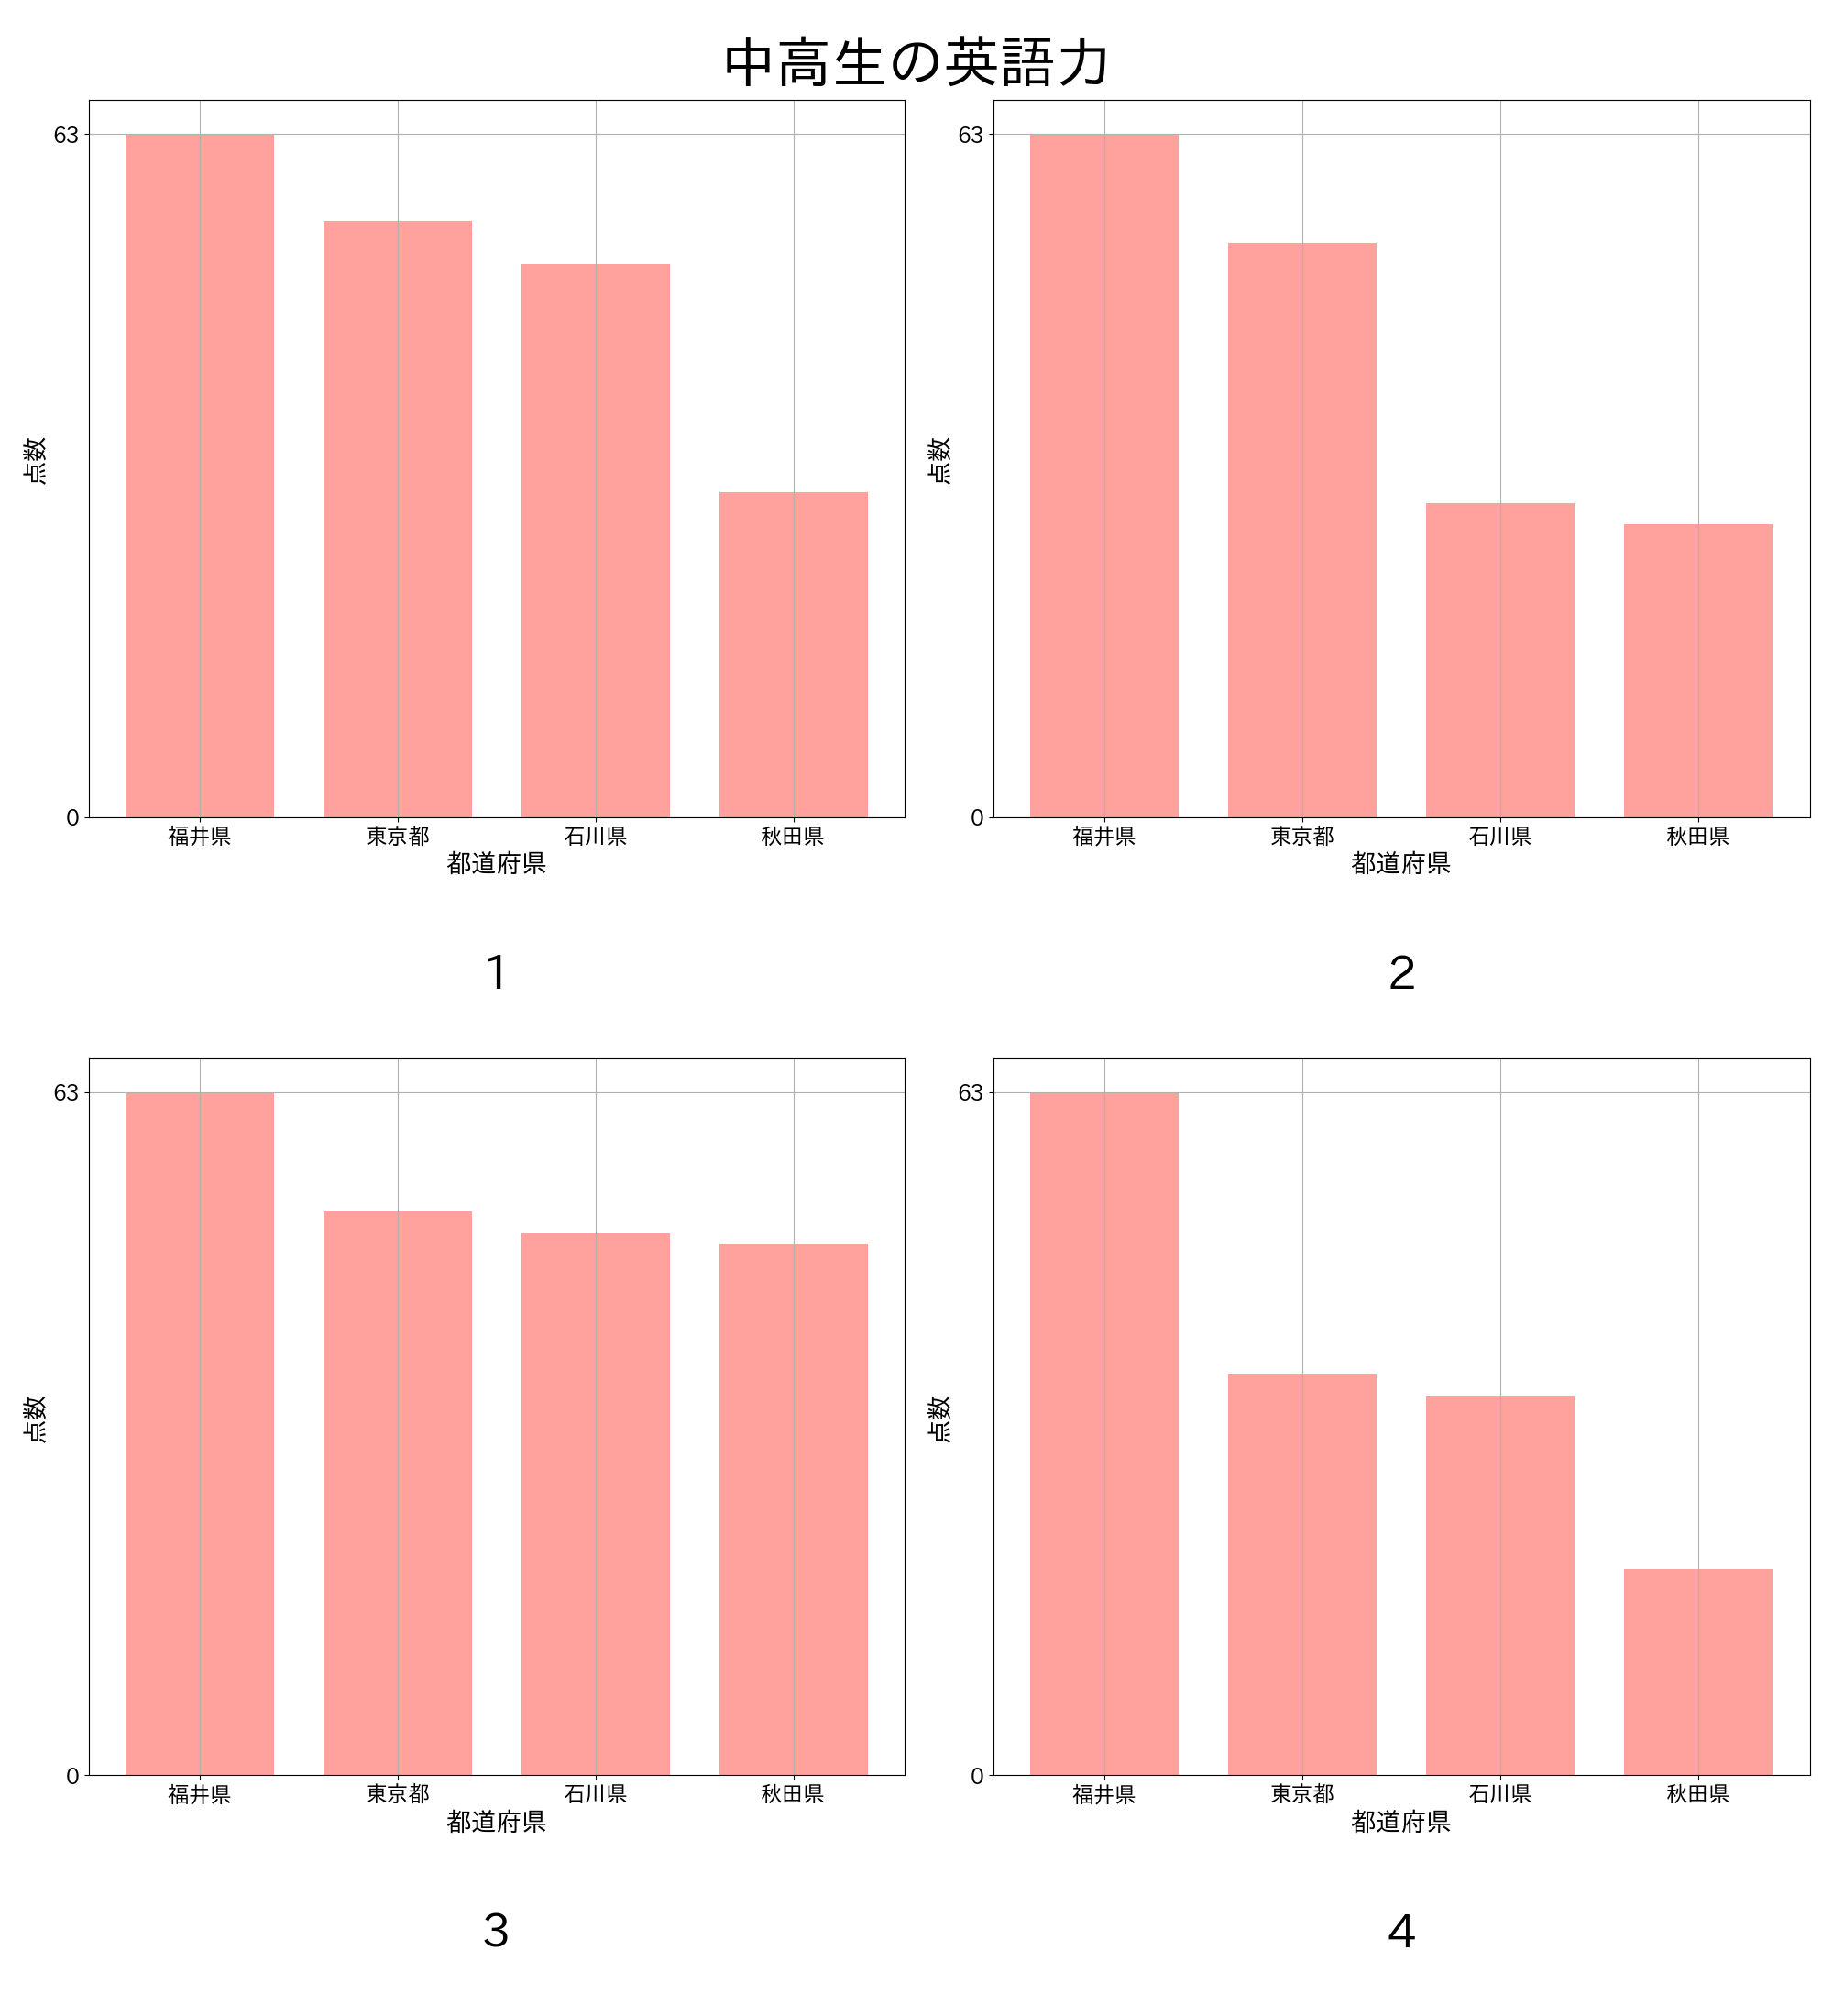 中高生の英語力
63
点数
0
福井県 東京都 石川県 秋田県
都道府県
1
63
点数
0
福井県 東京都 石川県 秋田県
都道府県
2
63
点数
0
福井県 東京都 石川県 秋田県
都道府県
3
63
点数
0
福井県 東京都 石川県 秋田県
都道府県
4